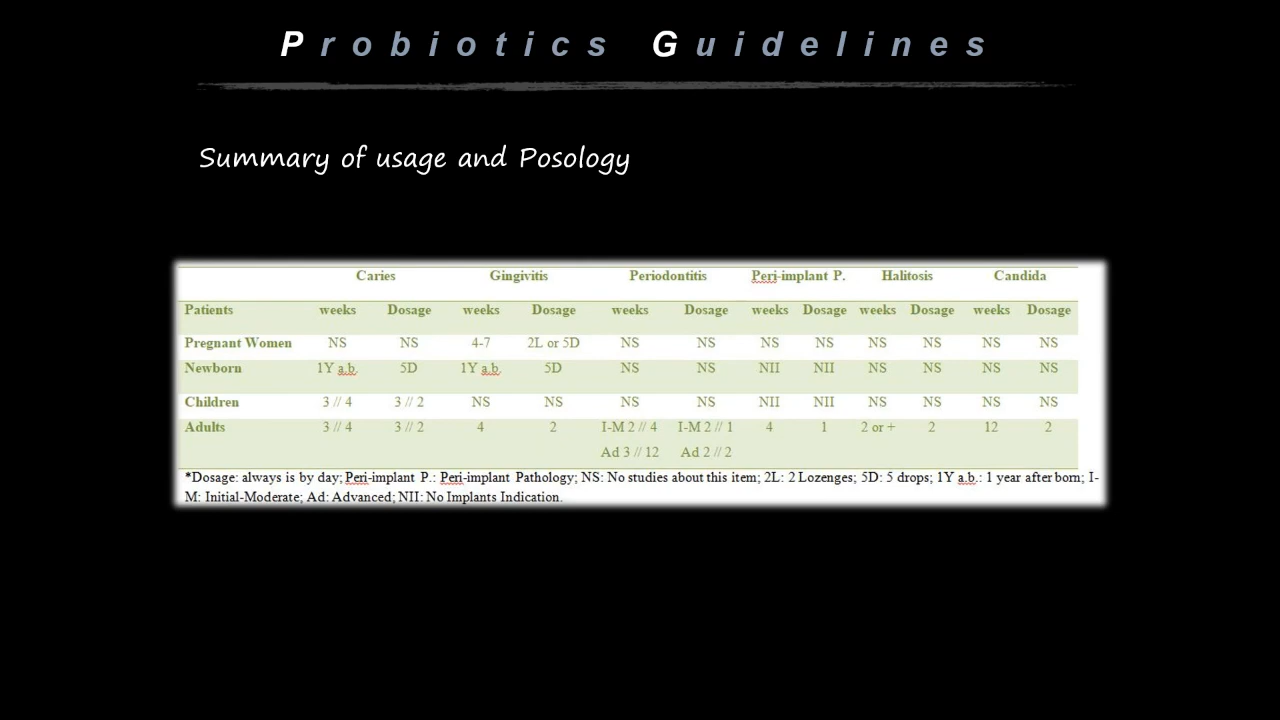 Probiotics Guidelines
Summary of usage and Posology
Caries Gingivitis Periodontitis Peri-implant P. Halitosis Candida
Patients weeks Dosage weeks Dosage weeks Dosage weeks Dosage weeks Dosage weeks Dosage
Pregnant Women NS NS 4-7 2L or 5D NS NS NS NS NS NS NS NS
Newborn 1Y a.b. 5D 1Y a.b. 5D NS NS NII NII NS NS NS NS
Children 3 // 4 3 // 2 NS NS NS NS NII NII NS NS NS NS
Adults 3 // 4 3 // 2 4 2 I-M 2 // 4 I-M 2 // 1 4 1 2 or + 2 12 2
Ad 3 // 12 Ad 2 // 2
*Dosage: always is by day; Peri-implant P.: Peri-implant Pathology; NS: No studies about this item; 2L: 2 Lozenges; 5D: 5 drops; 1Y a.b.: 1 year after born; I-
M: Initial-Moderate; Ad: Advanced; NII: No Implants Indication.